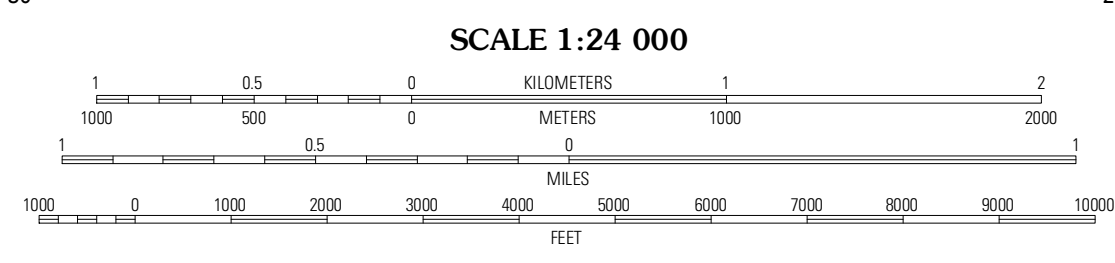 SCALE 1:24 000
1 0.5 0 KILOMETERS 1 2
1000 500 0 METERS 1000 2000
1 0.5 0 1
MILES
1000 0 1000 2000 3000 4000 5000 6000 7000 8000 9000 10000
FEET